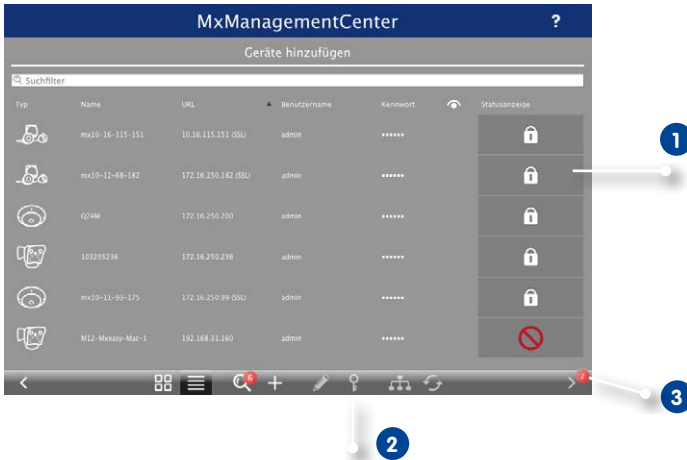 MxManagementCenter ?
Geräte hinzufügen
Suchfilter
Typ Name URL Benutzername Kennwort Statusanzeige
mx10-16-115-151 10.16.115.151 (SSL) admin ••••••
mx10-12-68-182 172.16.250.182 (SSL) admin ••••••
Q24M 172.16.250.200 admin ••••••
103205236 172.16.250.236 admin ••••••
mx10-11-93-175 172.16.250.99 (SSL) admin ••••••
M12-Mxeasy-Mac-1 192.168.31.160 admin ••••••
6 2
1
2
3